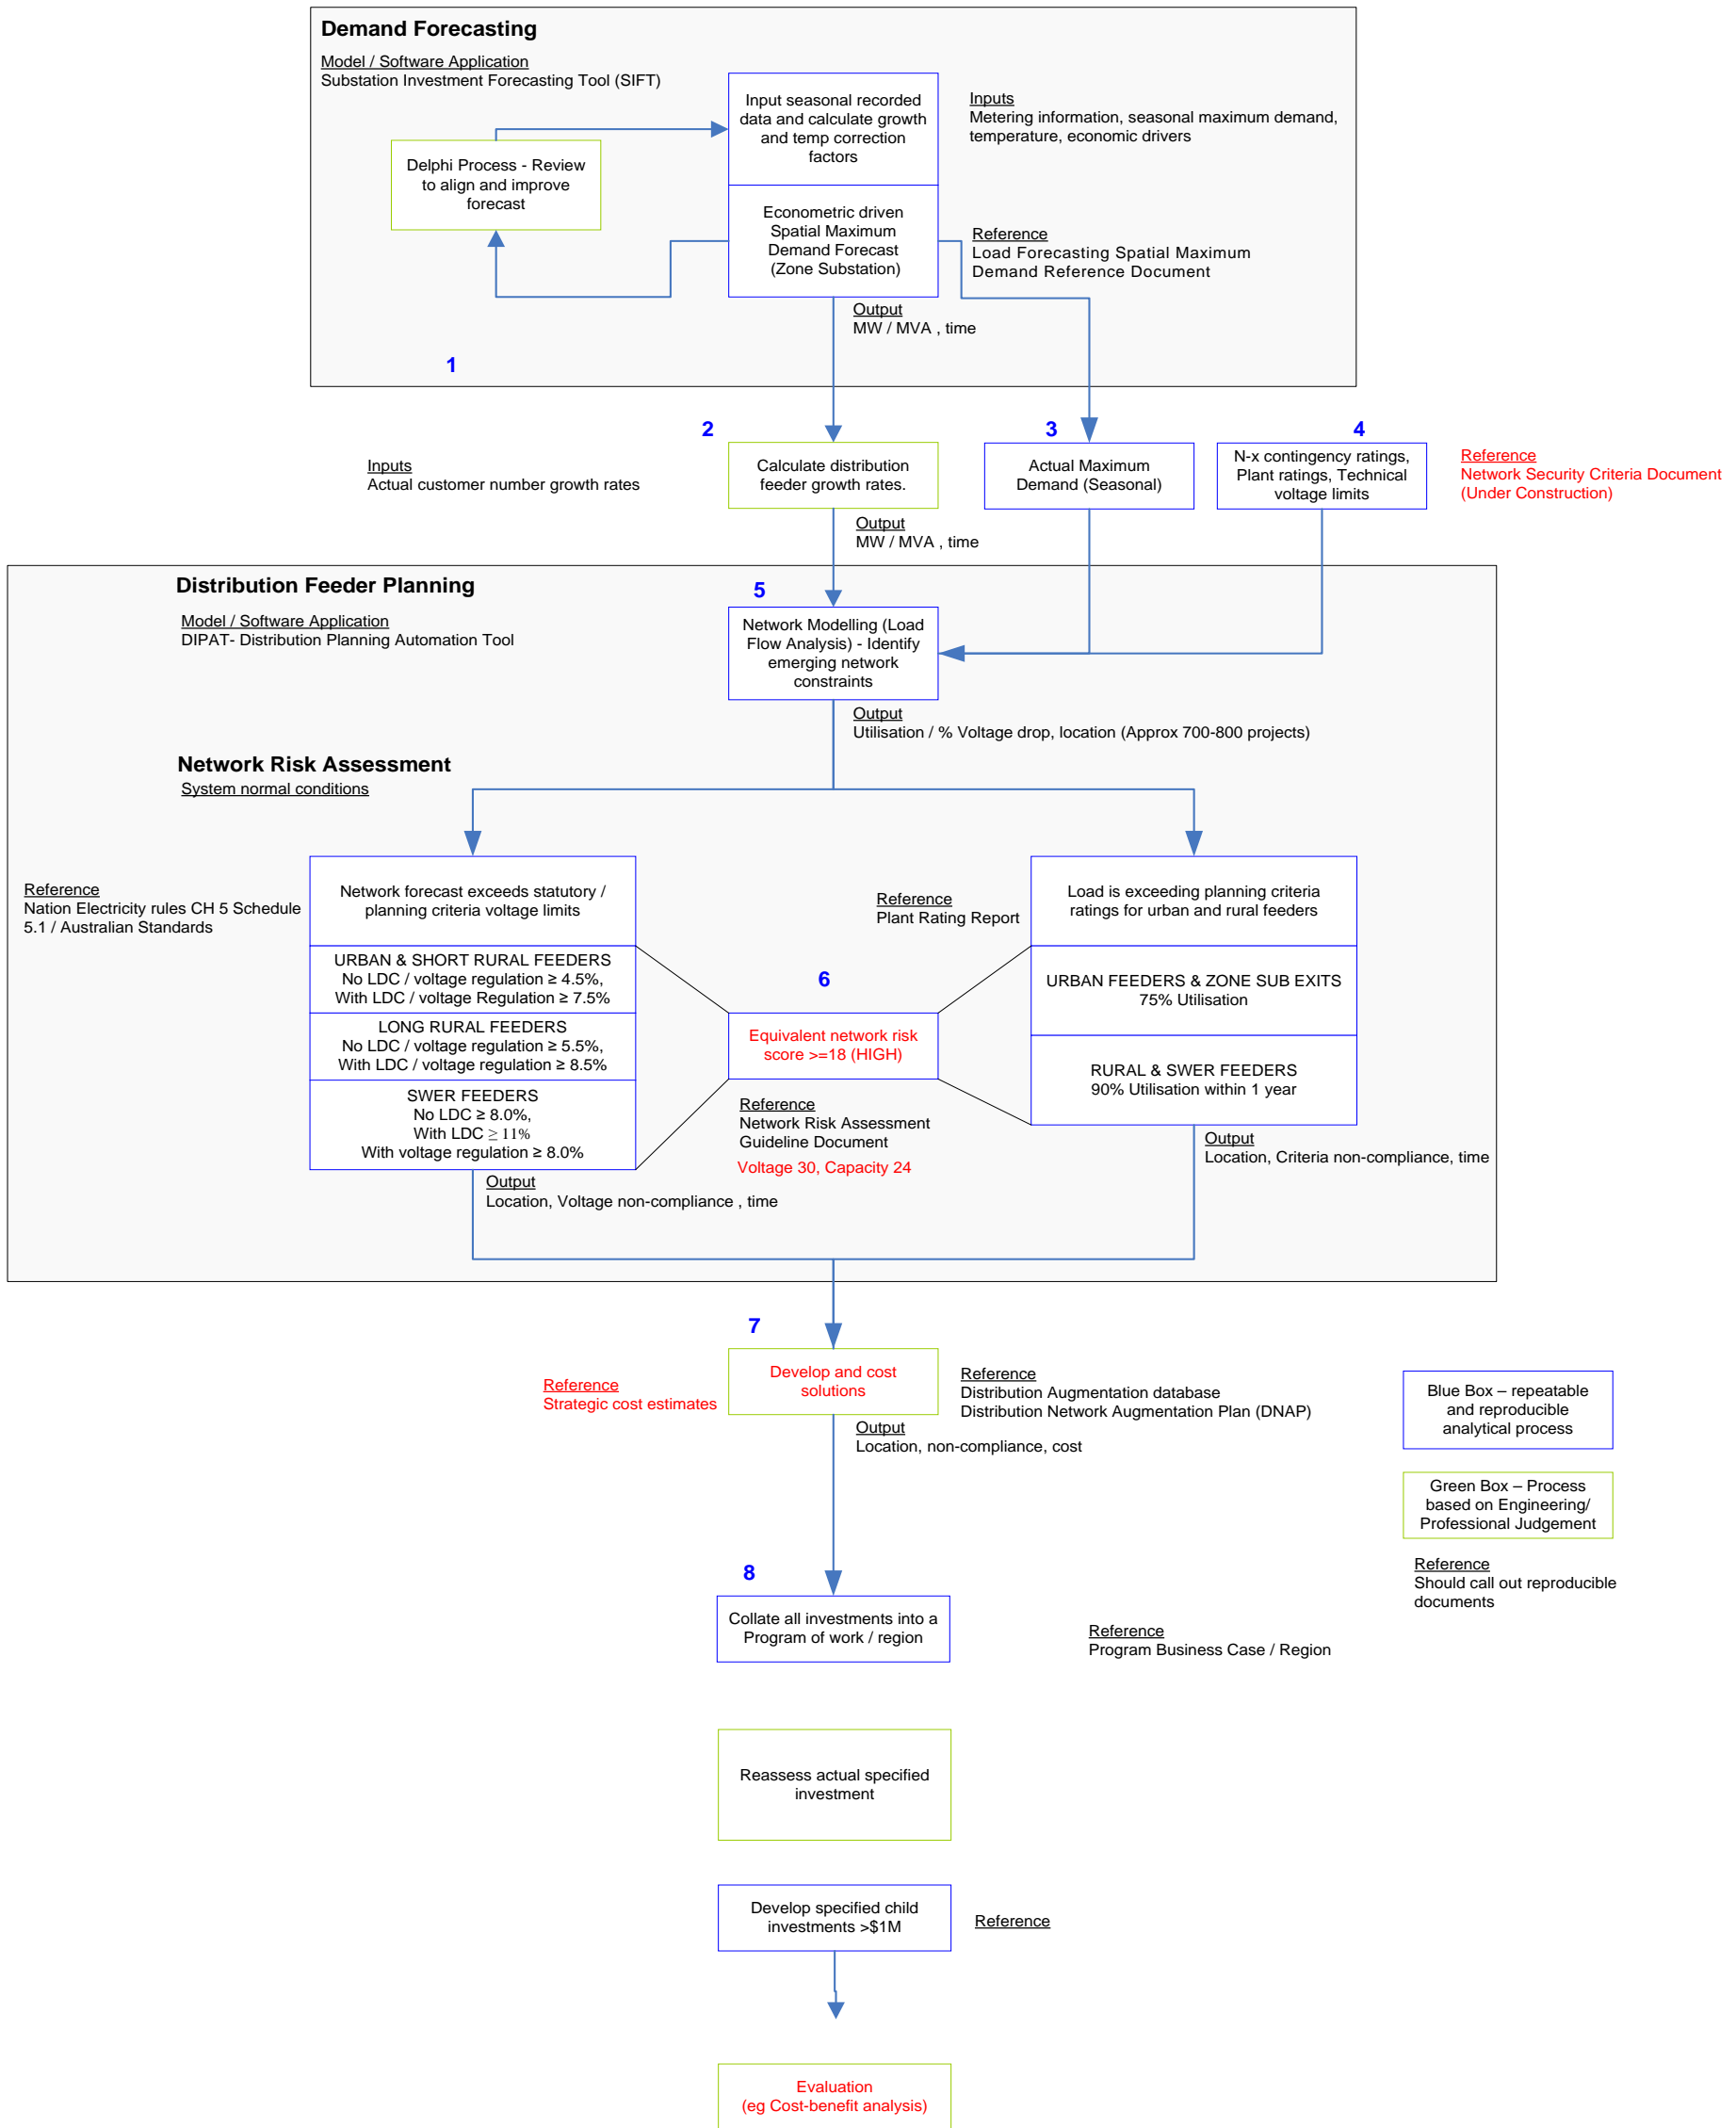 Demand Forecasting
Model / Software Application
Substation Investment Forecasting Tool (SIFT)
Input seasonal recorded
data and calculate growth
and temp correction
factors
Inputs
Metering information, seasonal maximum demand,
temperature, economic drivers
Delphi Process - Review
to align and improve
forecast
Econometric driven
Spatial Maximum
Demand Forecast
(Zone Substation)
Reference
Load Forecasting Spatial Maximum
Demand Reference Document
Output
MW / MVA , time
1
2
3
4
Inputs
Actual customer number growth rates
Calculate distribution
feeder growth rates.
Actual Maximum
Demand (Seasonal)
N-x contingency ratings,
Plant ratings, Technical
voltage limits
Reference
Network Security Criteria Document
(Under Construction)
Output
MW / MVA , time
Distribution Feeder Planning
Model / Software Application
DIPAT- Distribution Planning Automation Tool
5
Network Modelling (Load
Flow Analysis) - Identify
emerging network
constraints
Output
Utilisation / % Voltage drop, location (Approx 700-800 projects)
Network Risk Assessment
System normal conditions
Reference
Nation Electricity rules CH 5 Schedule
5.1 / Australian Standards
Network forecast exceeds statutory /
planning criteria voltage limits
URBAN & SHORT RURAL FEEDERS
No LDC / voltage regulation ≥ 4.5%,
With LDC / voltage Regulation ≥ 7.5%
LONG RURAL FEEDERS
No LDC / voltage regulation ≥ 5.5%,
With LDC / voltage regulation ≥ 8.5%
SWER FEEDERS
No LDC ≥ 8.0%,
With LDC ≥ 11%
With voltage regulation ≥ 8.0%
Output
Location, Voltage non-compliance , time
6
Equivalent network risk
score >=18 (HIGH)
Reference
Network Risk Assessment
Guideline Document
Voltage 30, Capacity 24
Reference
Plant Rating Report
Load is exceeding planning criteria
ratings for urban and rural feeders
URBAN FEEDERS & ZONE SUB EXITS
75% Utilisation
RURAL & SWER FEEDERS
90% Utilisation within 1 year
Output
Location, Criteria non-compliance, time
7
Reference
Strategic cost estimates
Develop and cost
solutions
Reference
Distribution Augmentation database
Distribution Network Augmentation Plan (DNAP)
Output
Location, non-compliance, cost
Blue Box – repeatable
and reproducible
analytical process
Green Box – Process
based on Engineering/
Professional Judgement
Reference
Should call out reproducible
documents
8
Collate all investments into a
Program of work / region
Reference
Program Business Case / Region
Reassess actual specified
investment
Develop specified child
investments >$1M
Reference
Evaluation
(eg Cost-benefit analysis)